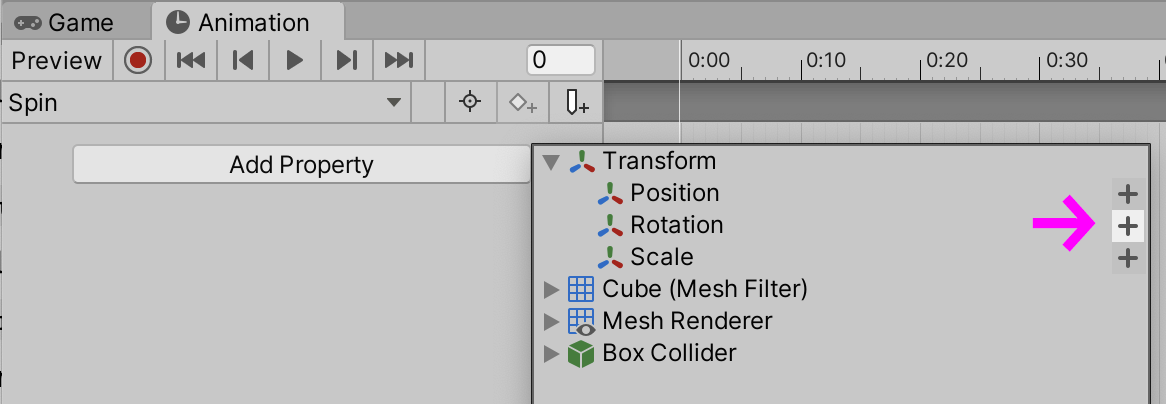 Game Animation
Preview 0 0:00 0:10 0:20 0:30
Spin
Add Property
Transform
Position
Rotation
Scale
Cube (Mesh Filter)
Mesh Renderer
Box Collider